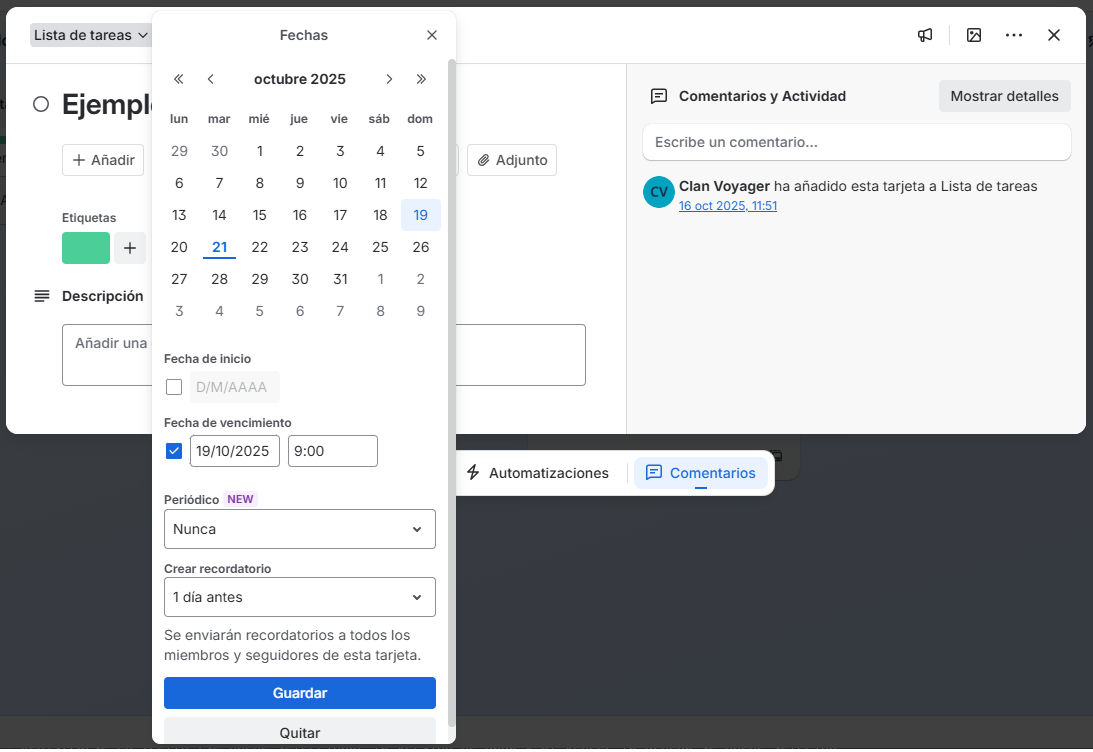 Lista de tareas
Fechas
Ejempl
octubre 2025
lun mar mié jue vie sáb dom
29 30 1 2 3 4 5
6 7 8 9 10 11 12
13 14 15 16 17 18 19
20 21 22 23 24 25 26
27 28 29 30 31 1 2
3 4 5 6 7 8 9
Añadir
Adjunto
Etiquetas
Descripción
Añadir una
Fecha de inicio
D/M/AAAA
Fecha de vencimiento
19/10/2025 9:00
Periódico NEW
Nunca
Crear recordatorio
1 día antes
Se enviarán recordatorios a todos los
miembros y seguidores de esta tarjeta.
Guardar
Quitar
Comentarios y Actividad
Mostrar detalles
Escribe un comentario...
CV
Clan Voyager ha añadido esta tarjeta a Lista de tareas
16 oct 2025, 11:51
Automatizaciones
Comentarios